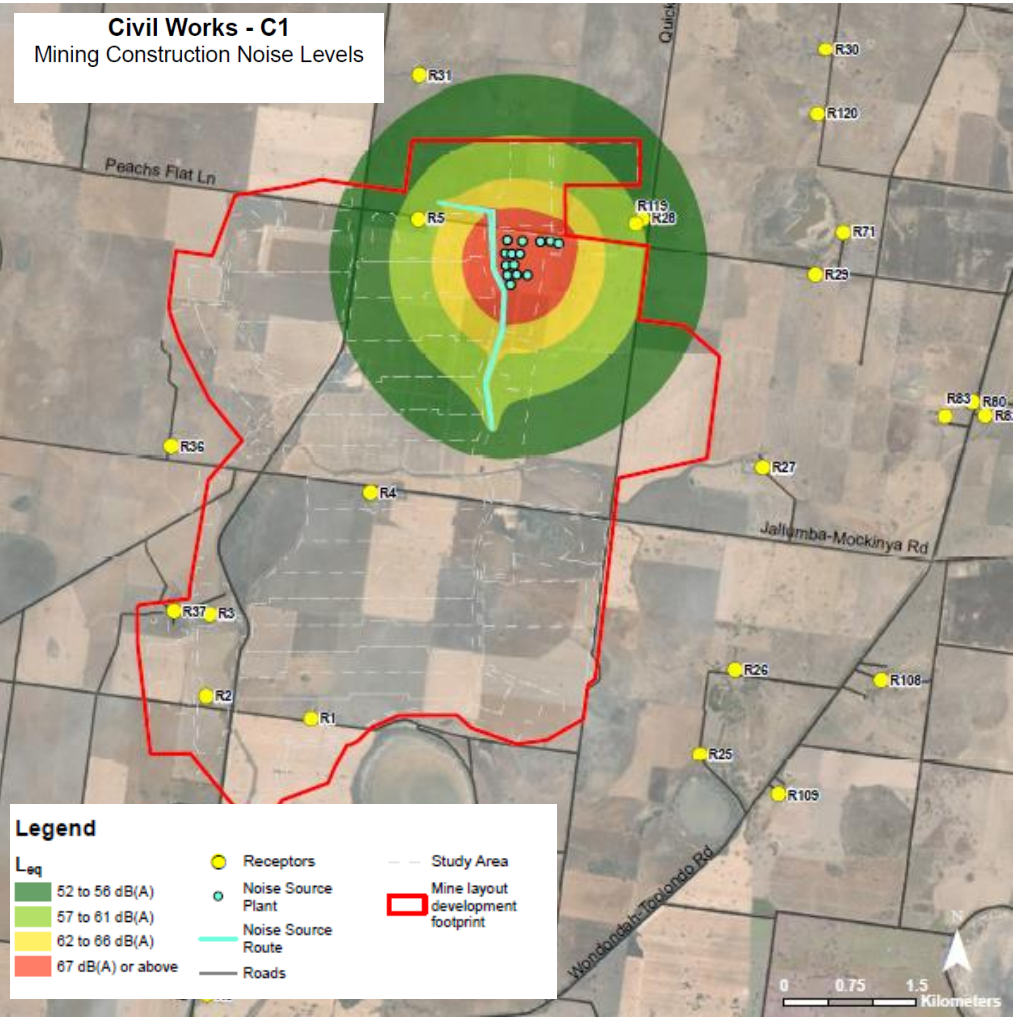 Civil Works - C1
Mining Construction Noise Levels
Quick
R30
R31
R120
Peachs Flat Ln
R5
R119
R28
R71
R29
R83
R80
R36
R27
R4
Jallumba-Mockinya Rd
R37
R3
R26
R108
R2
R1
R25
R109
Wondondah-Toolondo Rd
Legend
Leq
52 to 56 dB(A)
57 to 61 dB(A)
62 to 66 dB(A)
67 dB(A) or above
Receptors
Noise Source
Plant
Noise Source
Route
Roads
Study Area
Mine layout
development
footprint
N
0 0.75 1.5
Kilometers